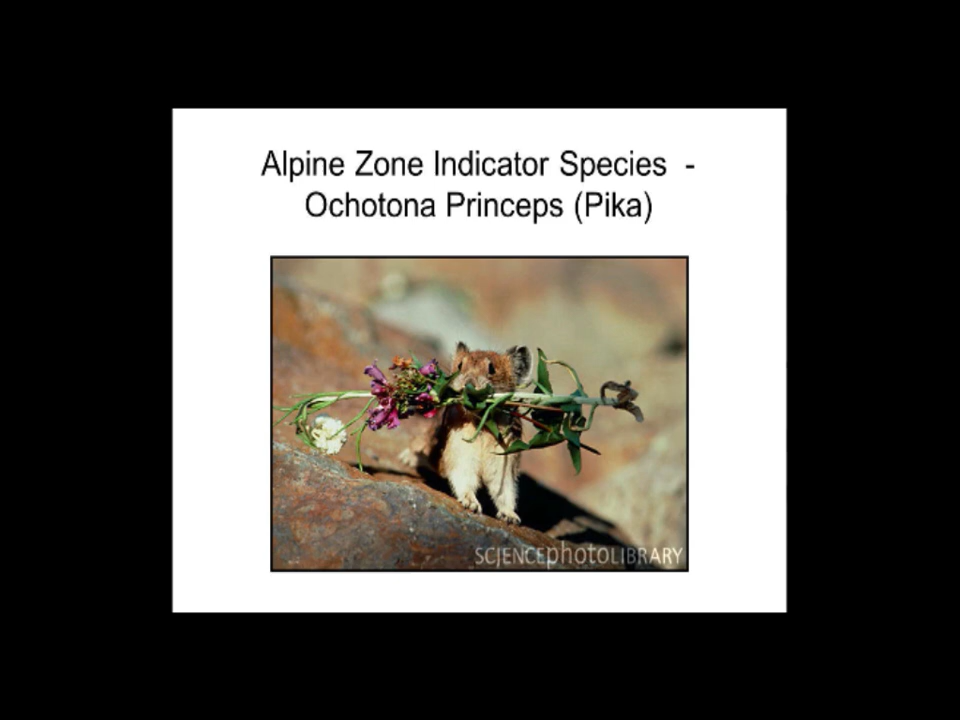 Alpine Zone Indicator Species -
Ochotona Princeps (Pika)
SCIENCEphotoLIBRARY